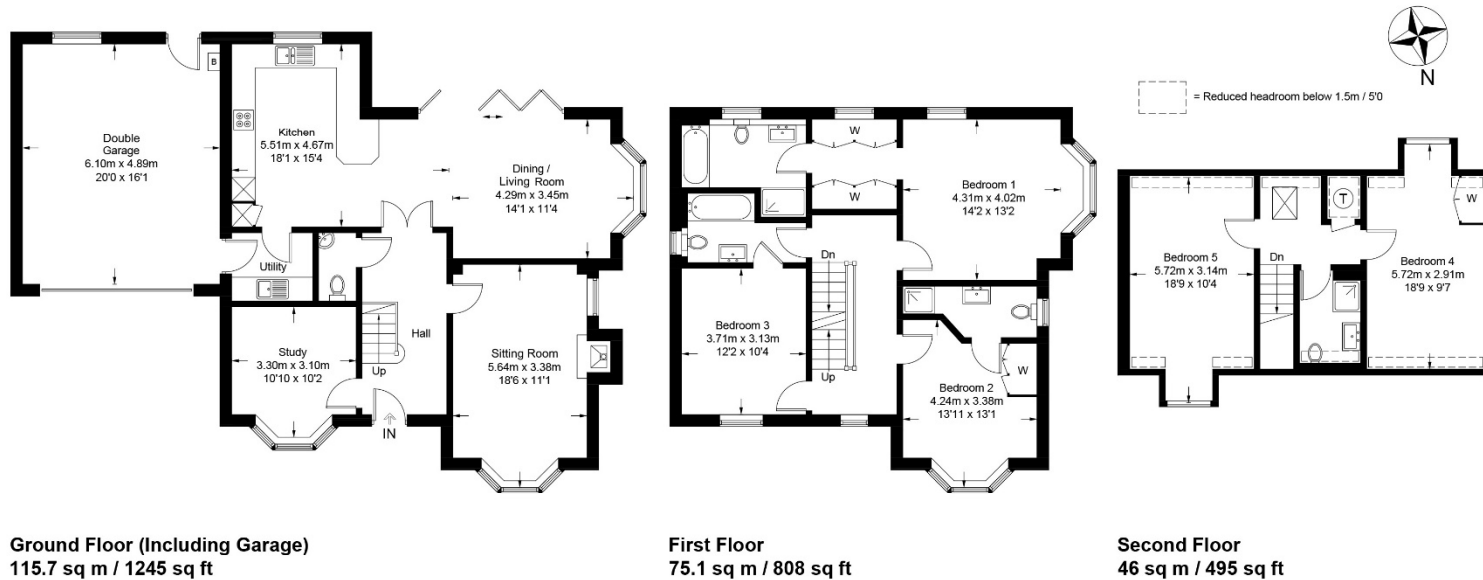 Double
Garage
6.10m x 4.89m
20'0 x 16'1
B
Kitchen
5.51m x 4.67m
18'1 x 15'4
Dining /
Living Room
4.29m x 3.45m
14'1 x 11'4
Utility
Study
3.30m x 3.10m
10'10 x 10'2
Hall
Up
IN
Sitting Room
5.64m x 3.38m
18'6 x 11'1
Ground Floor (Including Garage)
115.7 sq m / 1245 sq ft
W
W
Bedroom 1
4.31m x 4.02m
14'2 x 13'2
Dn
Up
Bedroom 3
3.71m x 3.13m
12'2 x 10'4
W
Bedroom 2
4.24m x 3.38m
13'11 x 13'1
First Floor
75.1 sq m / 808 sq ft
N
= Reduced headroom below 1.5m / 5'0
T
W
Bedroom 5
5.72m x 3.14m
18'9 x 10'4
Dn
Bedroom 4
5.72m x 2.91m
18'9 x 9'7
Second Floor
46 sq m / 495 sq ft